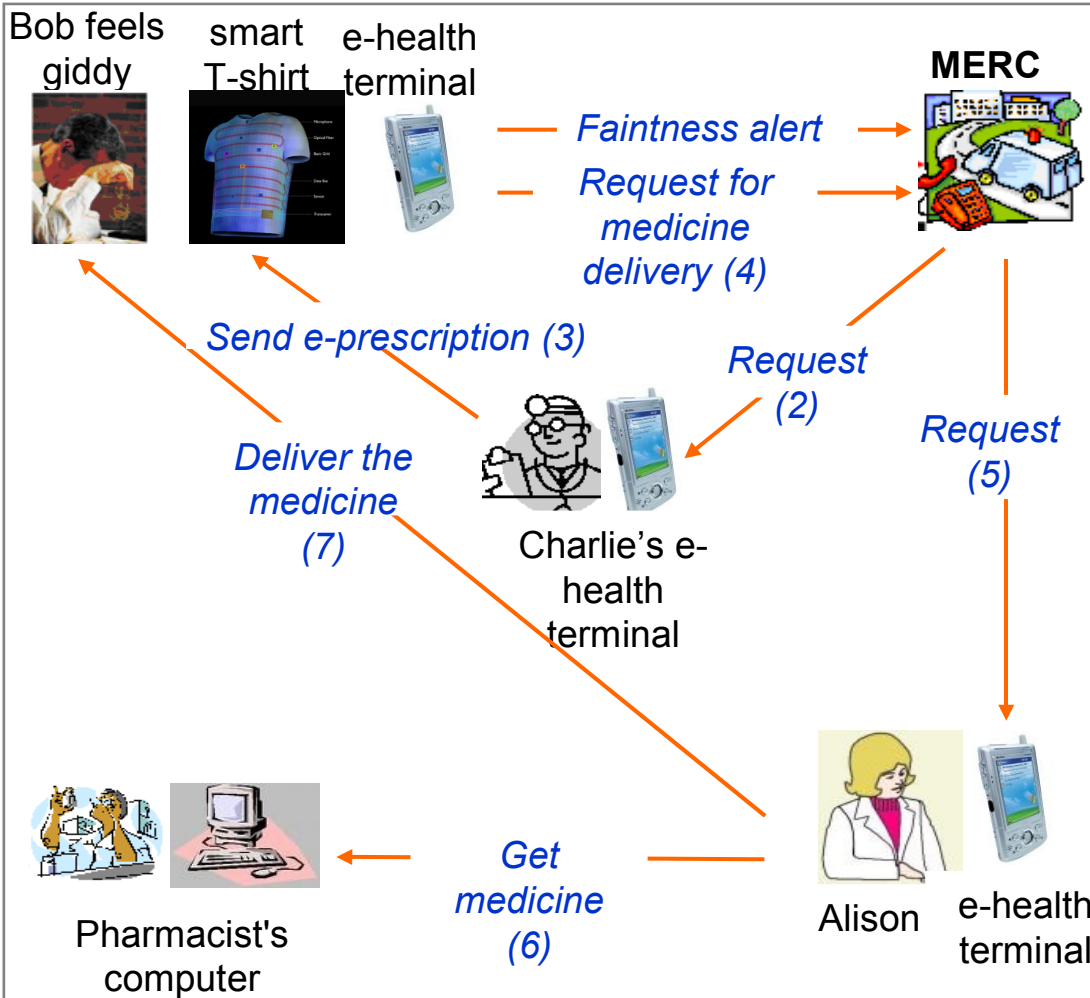 Bob feels
giddy
smart
T-shirt
e-health
terminal
MERC
Faintness alert
Request for
medicine
delivery (4)
Send e-prescription (3)
Request
(2)
Request
(5)
Deliver the
medicine
(7)
Charlie’s e-
health
terminal
Get
medicine
(6)
Pharmacist's
computer
Alison
e-health
terminal